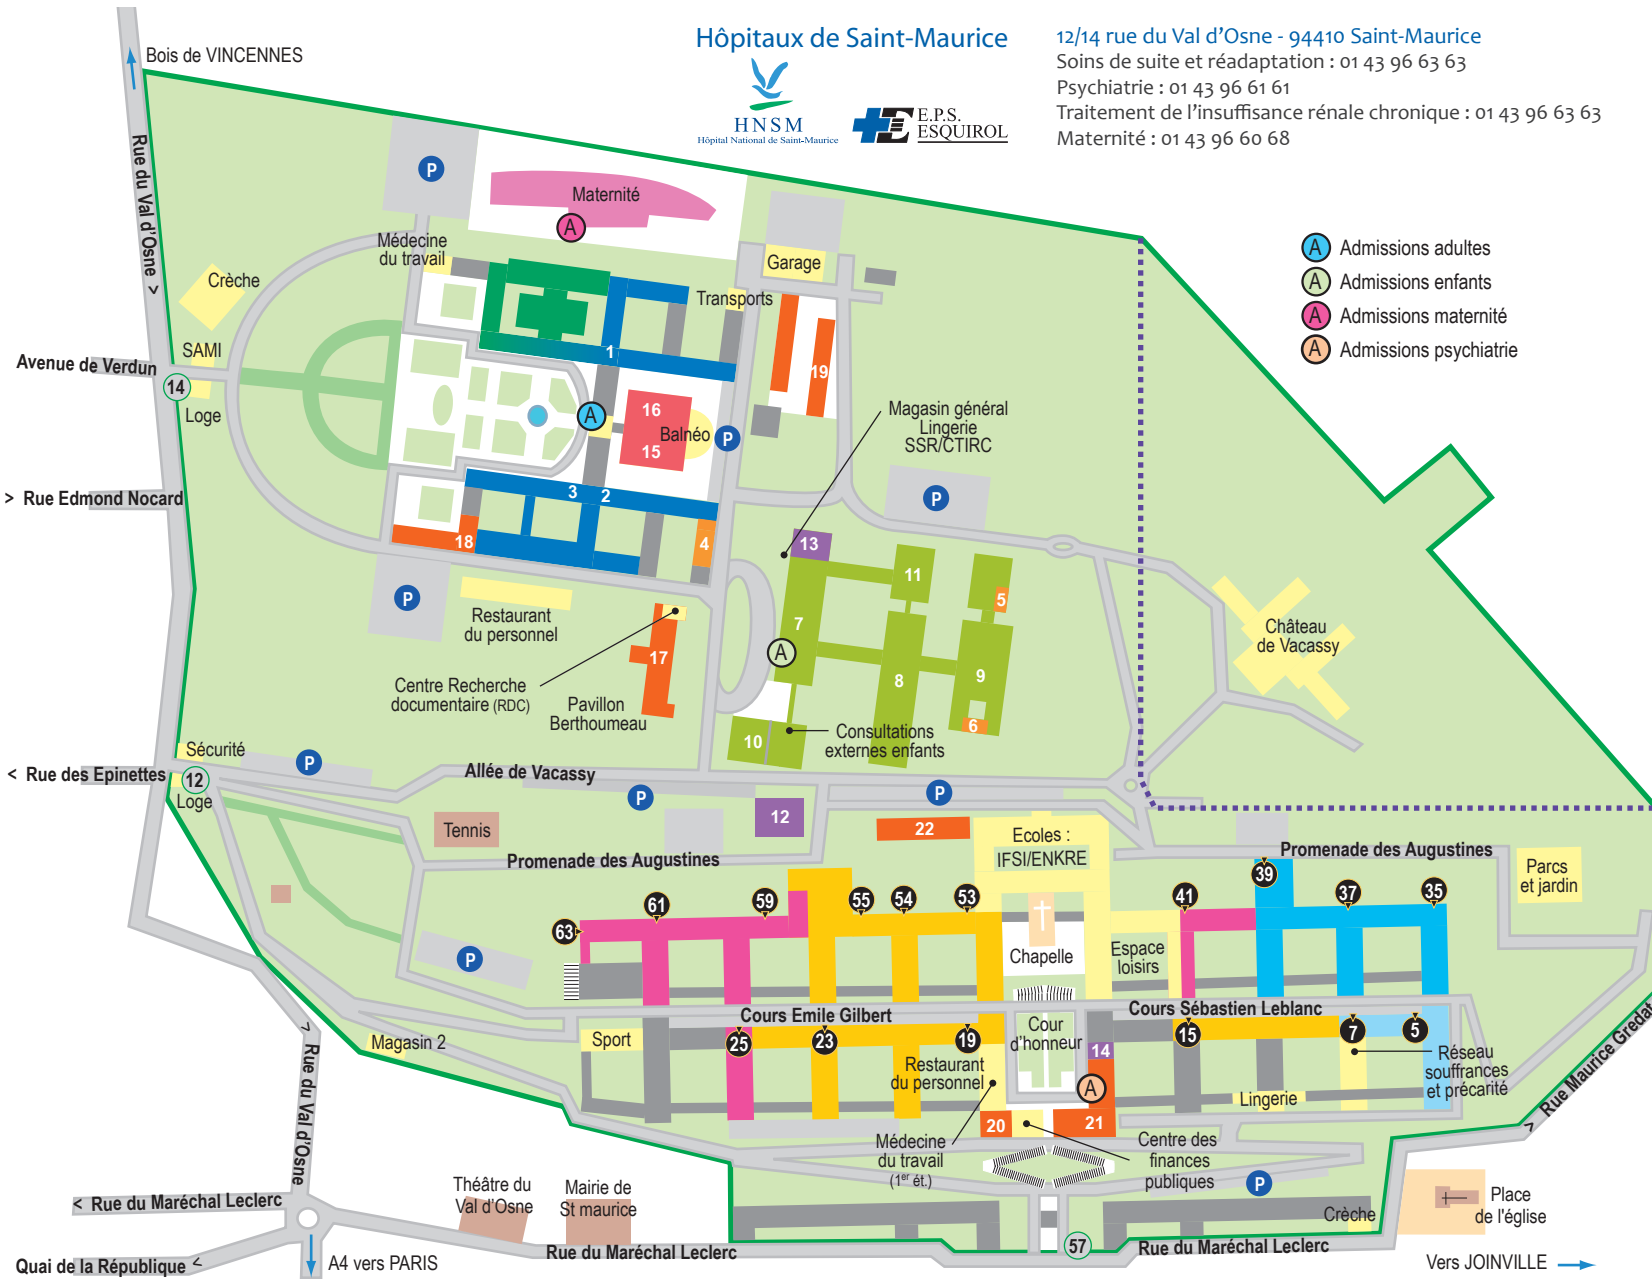 Hôpitaux de Saint-Maurice
HNSM
Hôpital National de Saint-Maurice
E.P.S.
ESQUIROL
12/14 rue du Val d'Osne - 94410 Saint-Maurice
Soins de suite et réadaptation : 01 43 96 63 63
Psychiatrie : 01 43 96 61 61
Traitement de l'insuffisance rénale chronique : 01 43 96 63 63
Maternité : 01 43 96 60 68
A Admissions adultes
A Admissions enfants
A Admissions maternité
A Admissions psychiatrie
Bois de VINCENNES
Rue du Val d'Osne >
P
Maternité
A
Médecine
du travail
Garage
Crèche
Transports
SAMI
Avenue de Verdun
14
Loge
1
19
A
16
Balnéo
15
P
Magasin général
Lingerie
SSR/CTIRC
> Rue Edmond Nocard
3
2
P
18
4
13
11
5
P
Restaurant
du personnel
7
Château
de Vacassy
17
A
8
9
Centre Recherche
documentaire (RDC)
Pavillon
Berthoumeau
10
6
Consultations
externes enfants
Sécurité
< Rue des Epinettes
12
Loge
P
Allée de Vacassy
P
P
Tennis
12
22
Ecoles :
IFSI/ENKRE
Promenade des Augustines
Promenade des Augustines
Parcs
et jardin
63
61
59
55
54
53
41
39
37
35
P
Chapelle
Espace
loisirs
Cours Emile Gilbert
Cours Sébastien Leblanc
Magasin 2
Sport
25
23
19
Cour
d'honneur
14
15
7
5
Restaurant
du personnel
A
Réseau
souffrances
et précarité
Lingerie
Rue Maurice Gredat
>
20
21
Médecine
du travail
(1er ét.)
Centre des
finances
publiques
P
< Rue du Val d'Osne
< Rue du Maréchal Leclerc
Théâtre du
Val d'Osne
Mairie de
St maurice
Crèche
Place
de l'église
57
Rue du Maréchal Leclerc
Rue du Maréchal Leclerc
Quai de la République <
A4 vers PARIS
Vers JOINVILLE